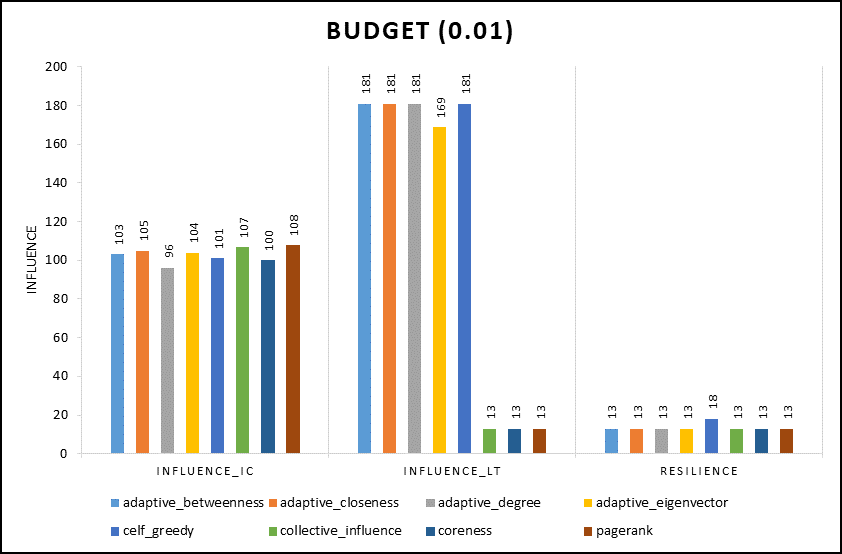 BUDGET (0.01)
INFLUENCE
200
180
160
140
120
100
80
60
40
20
0
103
105
96
104
101
107
100
108
181
181
181
169
181
13
13
13
13
13
13
13
18
13
13
13
INFLUENCE_IC
INFLUENCE_LT
RESILIENCE
adaptive_betweenness
adaptive_closeness
adaptive_degree
adaptive_eigenvector
celf_greedy
collective_influence
coreness
pagerank